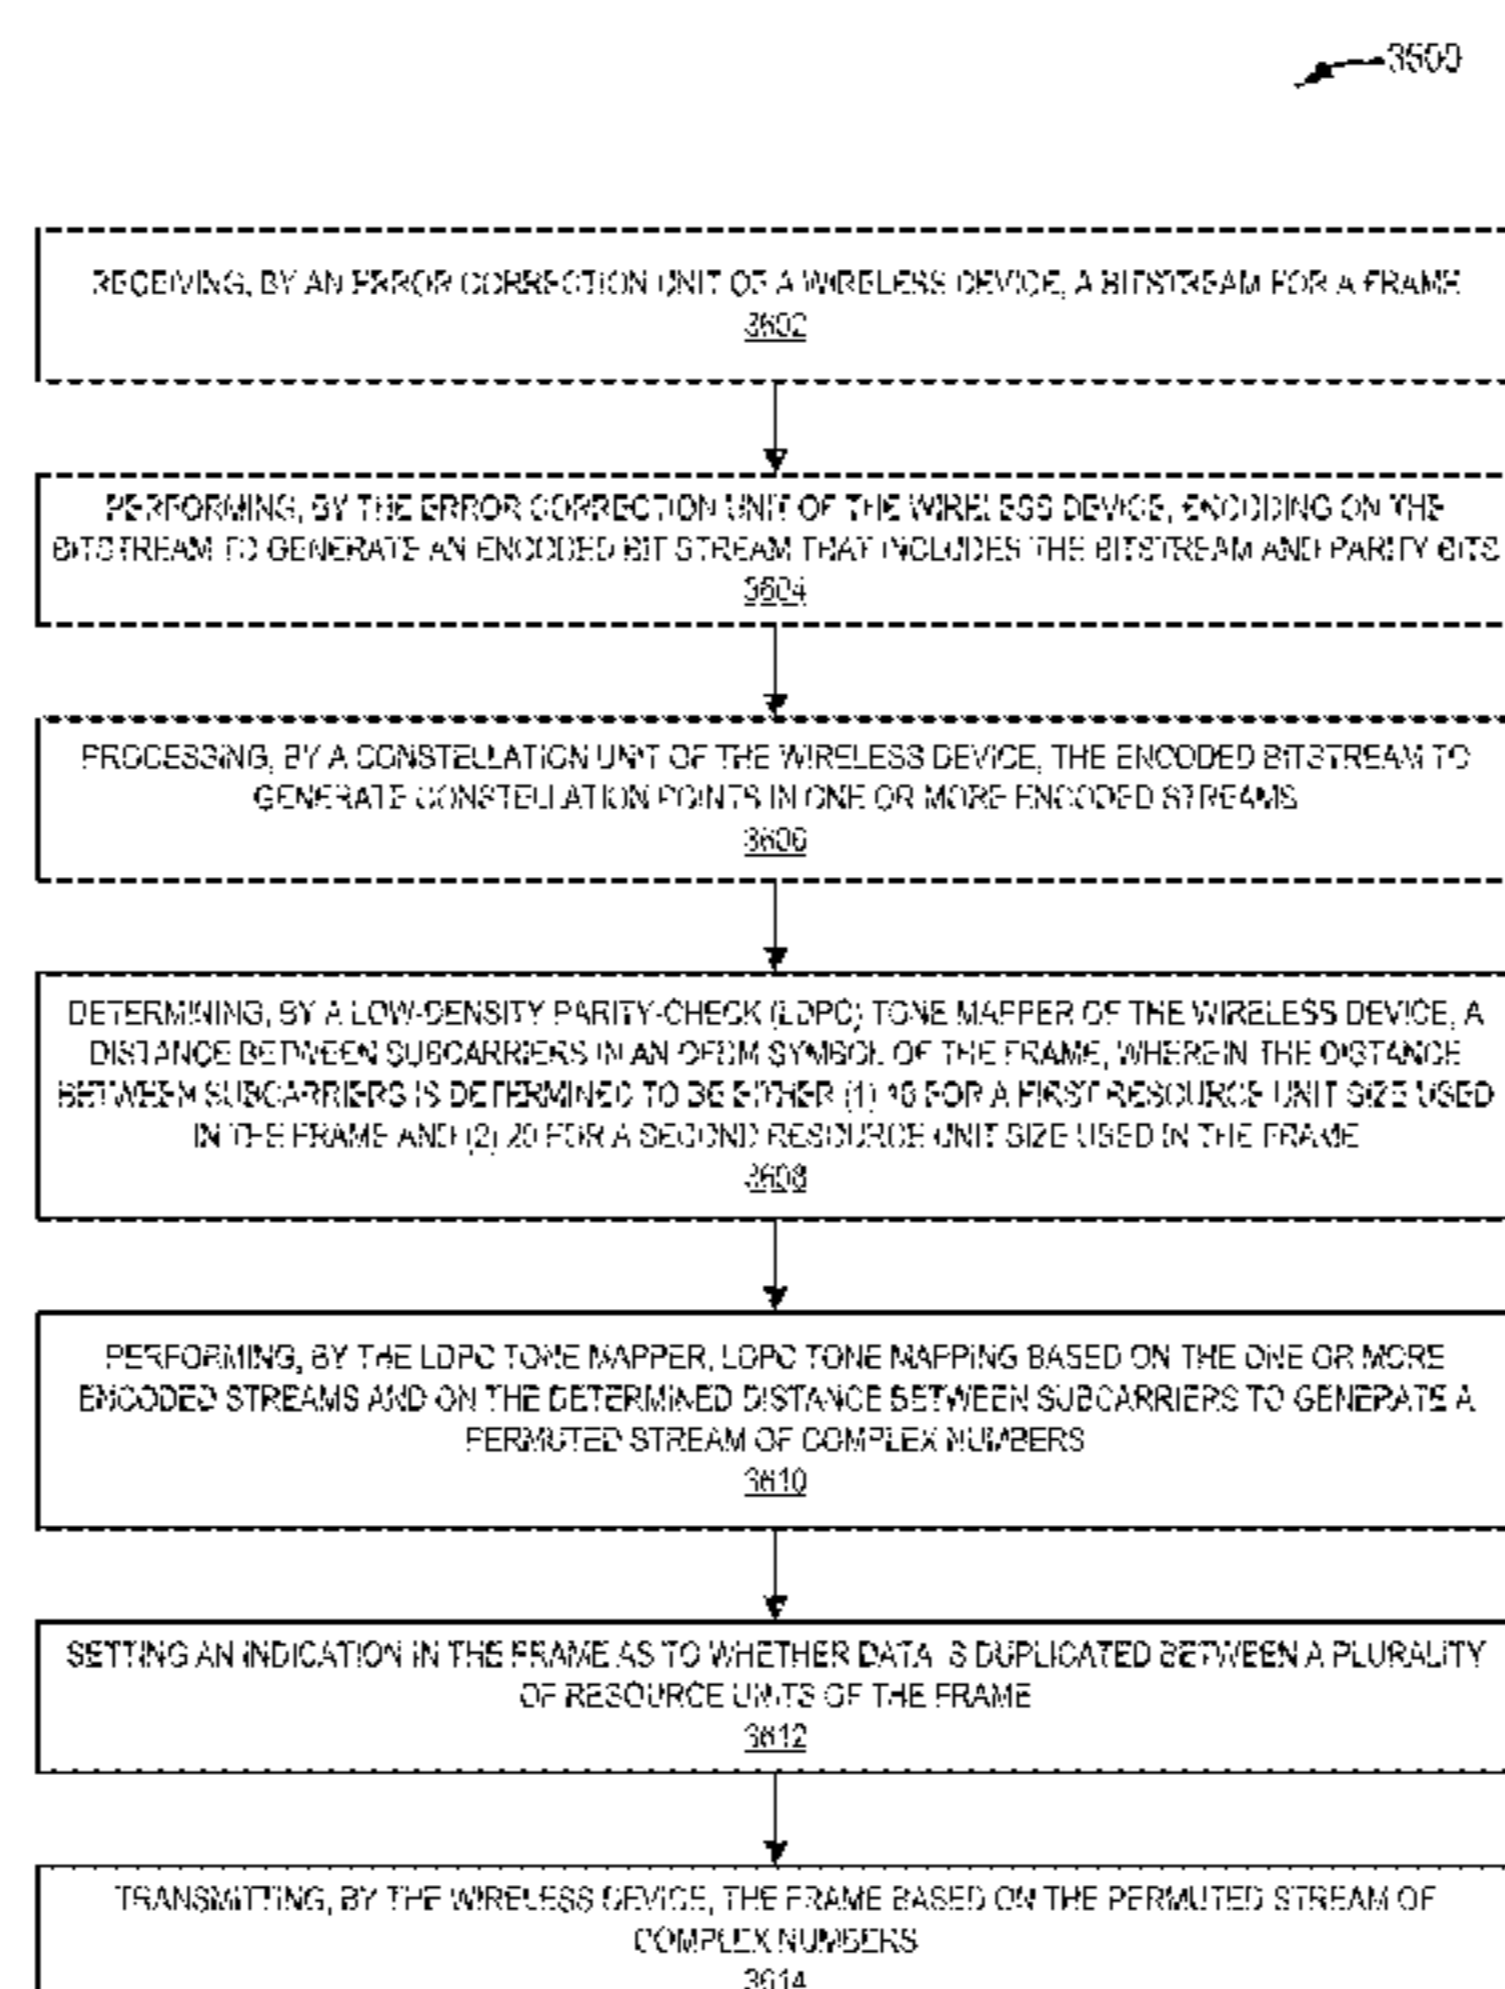 3600
RECEIVING, BY AN ERROR CORRECTION UNIT OF A WIRELESS DEVICE, A BITSTREAM FOR A FRAME
3602
PERFORMING, BY THE ERROR CORRECTION UNIT OF THE WIRELESS DEVICE, ENCODING ON THE
BITSTREAM TO GENERATE AN ENCODED BIT STREAM THAT INCLUDES THE BITSTREAM AND PARITY BITS
3604
PROCESSING, BY A CONSTELLATION UNIT OF THE WIRELESS DEVICE, THE ENCODED BITSTREAM TO
GENERATE CONSTELLATION POINTS IN ONE OR MORE ENCODED STREAMS
3606
DETERMINING, BY A LOW-DENSITY PARITY-CHECK (LDPC) TONE MAPPER OF THE WIRELESS DEVICE, A
DISTANCE BETWEEN SUBCARRIERS IN AN OFDM SYMBOL OF THE FRAME, WHEREIN THE DISTANCE
BETWEEN SUBCARRIERS IS DETERMINED TO BE EITHER (1) FOR A FIRST RESOURCE UNIT SIZE USED
IN THE FRAME AND (2) 20 FOR A SECOND RESOURCE UNIT SIZE USED IN THE FRAME
3608
PERFORMING, BY THE LDPC TONE MAPPER, LDPC TONE MAPPING BASED ON THE ONE OR MORE
ENCODED STREAMS AND ON THE DETERMINED DISTANCE BETWEEN SUBCARRIERS TO GENERATE A
PERMUTED STREAM OF COMPLEX NUMBERS
3610
SETTING AN INDICATION IN THE FRAME AS TO WHETHER DATA IS DUPLICATED BETWEEN A PLURALITY
OF RESOURCE UNITS OF THE FRAME
3612
TRANSMITTING, BY THE WIRELESS DEVICE, THE FRAME BASED ON THE PERMUTED STREAM OF
COMPLEX NUMBERS
3614